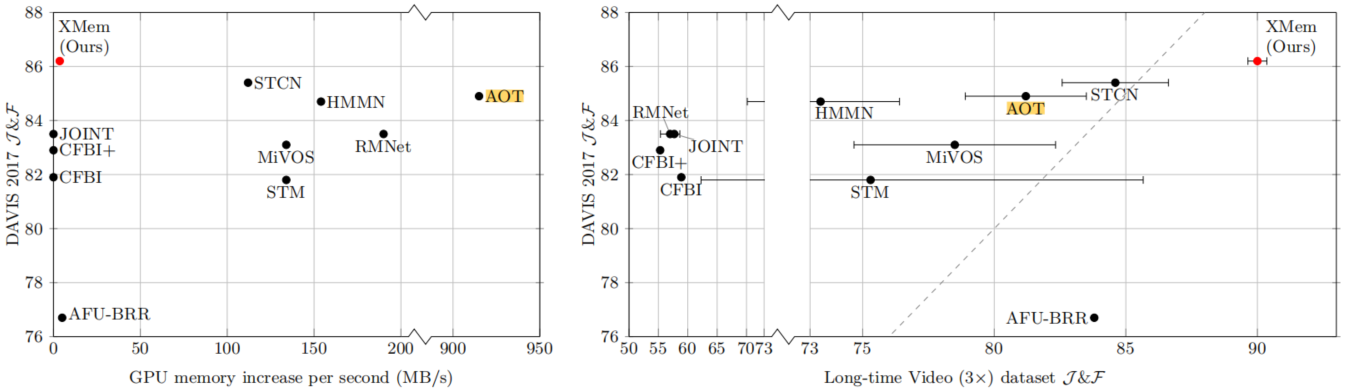 88
86
84
82
80
78
76
DAVIS 2017 𝒥&ℱ
XMem
(Ours)
STCN
HMMN
AOT
JOINT
CFBI+
CFBI
MiVOS
RMNet
STM
AFU-BRR
0 50 100 150 200 900 950
GPU memory increase per second (MB/s)
88
86
84
82
80
78
76
DAVIS 2017 𝒥&ℱ
XMem
(Ours)
STCN
AOT
HMMN
RMNet
JOINT
CFBI+
MiVOS
CFBI
STM
AFU-BRR
50 55 60 65 70 73 73 75 80 85 90
Long-time Video (3×) dataset 𝒥&ℱ